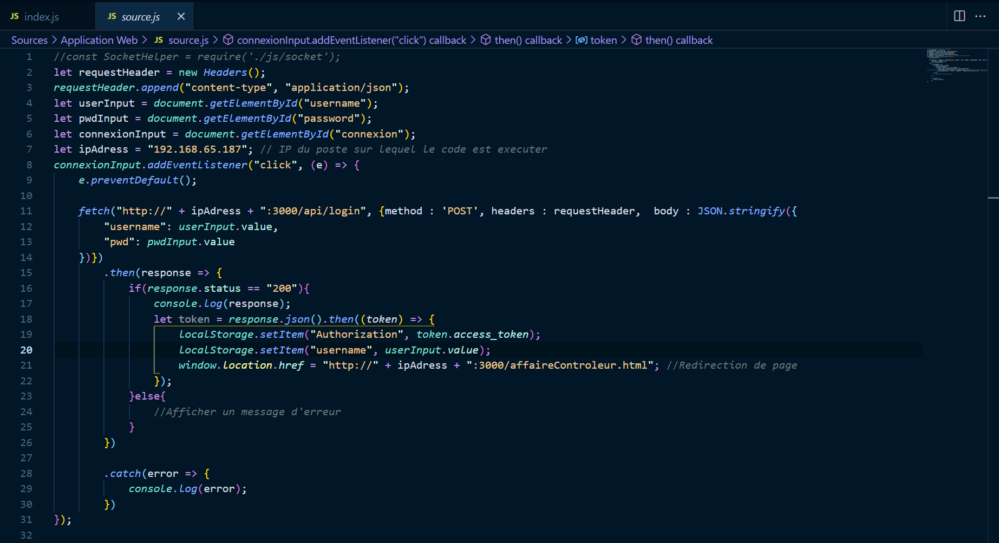 JS index.js
JS source.js
Sources > Application Web > JS source.js > connexionInput.addEventListener("click") callback > then() callback > token > then() callback
1 //const SocketHelper = require('./js/socket');
2 let requestHeader = new Headers();
3 requestHeader.append("content-type", "application/json");
4 let userInput = document.getElementById("username");
5 let pwdInput = document.getElementById("password");
6 let connexionInput = document.getElementById("connexion");
7 let ipAdress = "192.168.65.187"; // IP du poste sur lequel le code est executer
8 connexionInput.addEventListener("click", (e) => {
9     e.preventDefault();
10
11     fetch("http://" + ipAdress + ":3000/api/login", {method : 'POST', headers : requestHeader,  body : JSON.stringify({
12         "username": userInput.value,
13         "pwd": pwdInput.value
14     })})
15         .then(response => {
16             if(response.status == "200"){
17                 console.log(response);
18                 let token = response.json().then((token) => {
19                     localStorage.setItem("Authorization", token.access_token);
20                     localStorage.setItem("username", userInput.value);
21                     window.location.href = "http://" + ipAdress + ":3000/affaireControleur.html"; //Redirection de page
22                 });
23             }else{
24                 //Afficher un message d'erreur
25             }
26         })
27
28         .catch(error => {
29             console.log(error);
30         })
31 });
32